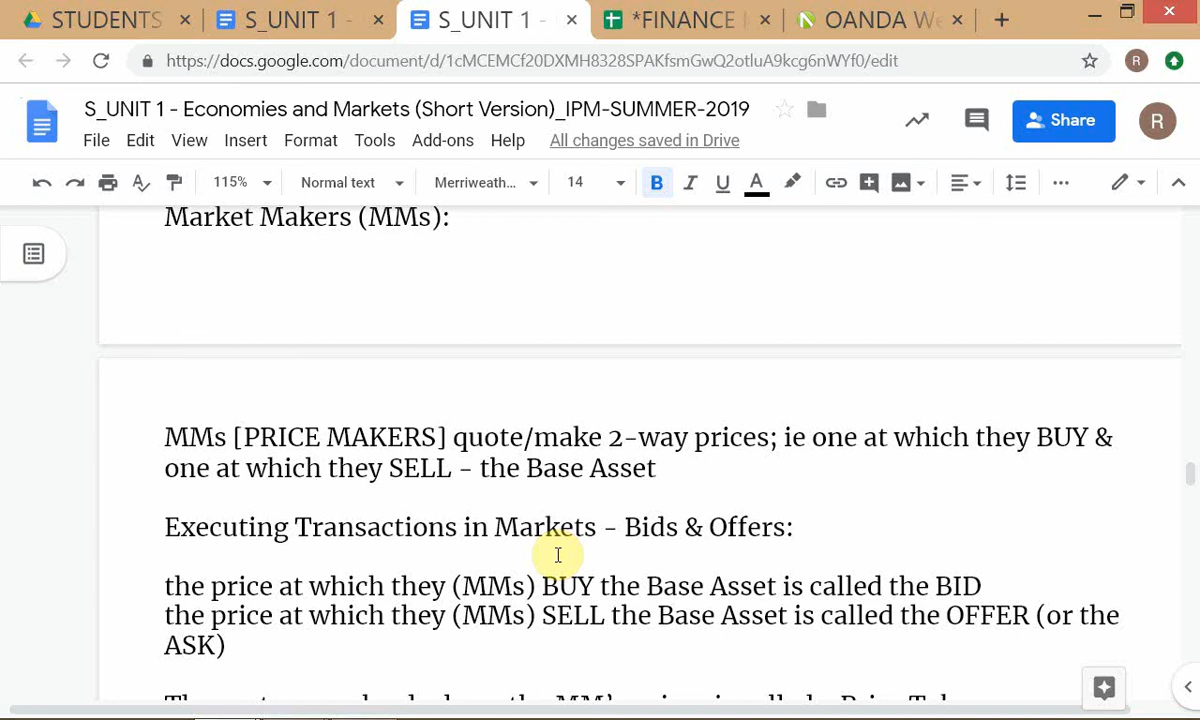 STUDENTS
S_UNIT 1 -
S_UNIT 1 -
*FINANCE
OANDA We
https://docs.google.com/document/d/1cMCEMCf20DXMH8328SPAKfsmGwQ2otluA9kcg6nWYf0/edit
R
S_UNIT 1 - Economies and Markets (Short Version)_IPM-SUMMER-2019
Share
R
File Edit View Insert Format Tools Add-ons Help All changes saved in Drive
115% Normal text Merriweath... 14 B I U A
Market Makers (MMs):
MMs [PRICE MAKERS] quote/make 2-way prices; ie one at which they BUY &
one at which they SELL - the Base Asset
Executing Transactions in Markets - Bids & Offers:
the price at which they (MMs) BUY the Base Asset is called the BID
the price at which they (MMs) SELL the Base Asset is called the OFFER (or the
ASK)